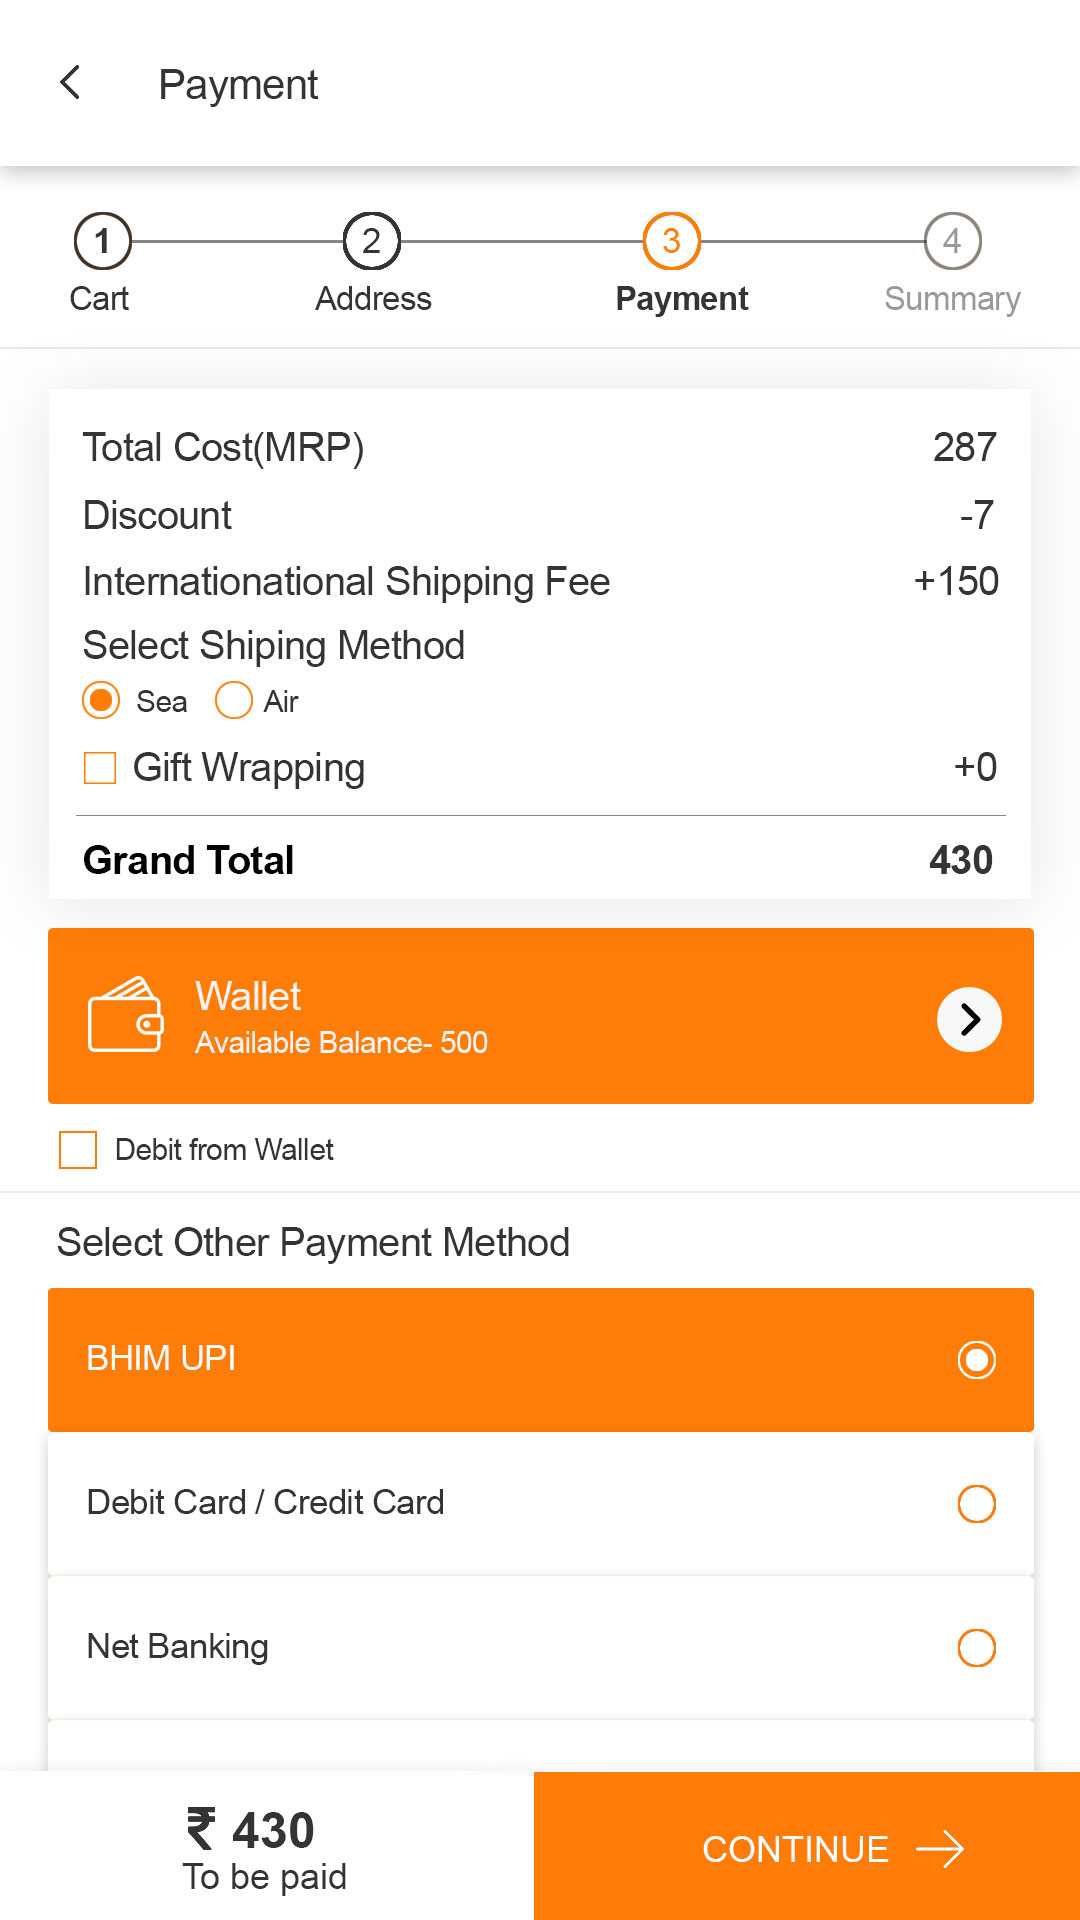 Payment
1 2 3 4
Cart Address Payment Summary
Total Cost(MRP) 287
Discount -7
Internationational Shipping Fee +150
Select Shiping Method
Sea Air
Gift Wrapping +0
Grand Total 430
Wallet
Available Balance- 500
Debit from Wallet
Select Other Payment Method
BHIM UPI
Debit Card / Credit Card
Net Banking
₹ 430
To be paid
CONTINUE